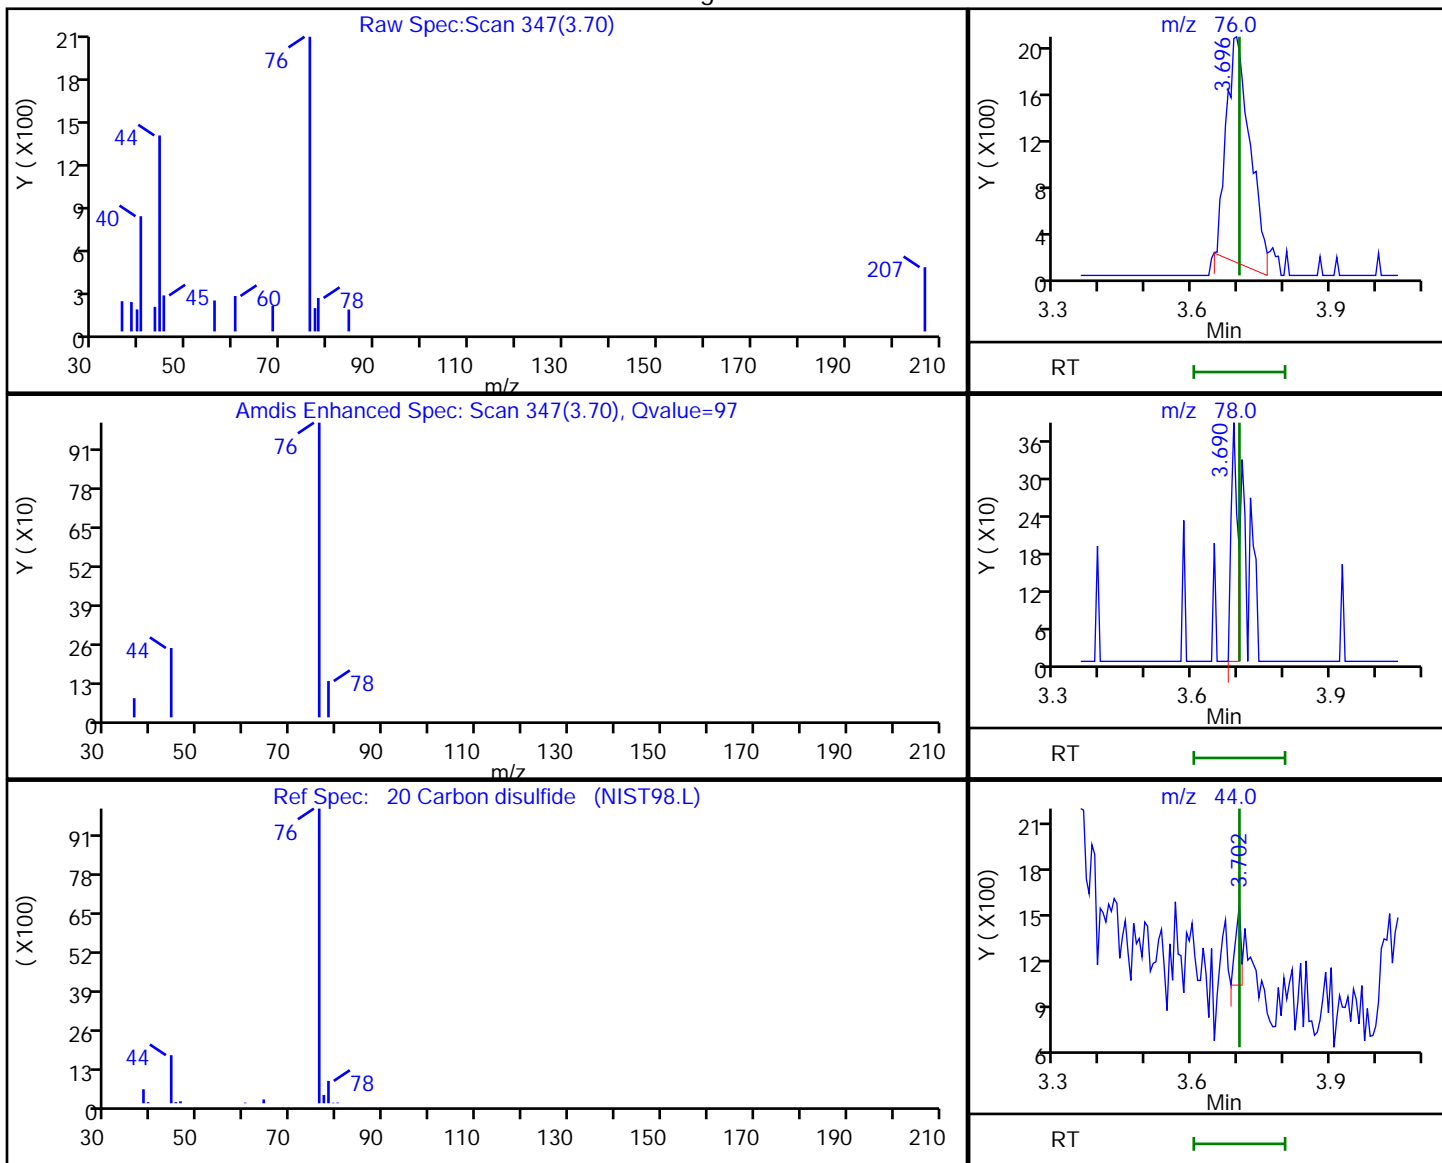 Raw Spec:Scan 347(3.70)
Y ( X100)
21
18
15
12
9
6
3
0
76
44
40
45
60
78
207
30 50 70 90 110 130 150 170 190 210
m/z
m/z 76.0
Y ( X100)
20
16
12
8
4
0
3.696
3.3 3.6 3.9
Min
RT
Amdis Enhanced Spec: Scan 347(3.70), Qvalue=97
Y ( X10)
91
78
65
52
39
26
13
0
76
44
78
30 50 70 90 110 130 150 170 190 210
m/z
m/z 78.0
Y ( X10)
36
30
24
18
12
6
0
3.690
3.3 3.6 3.9
Min
RT
Ref Spec: 20 Carbon disulfide (NIST98.L)
( X100)
91
78
65
52
39
26
13
0
76
44
78
30 50 70 90 110 130 150 170 190 210
m/z 44.0
Y ( X100)
21
18
15
12
9
6
3.702
3.3 3.6 3.9
Min
RT